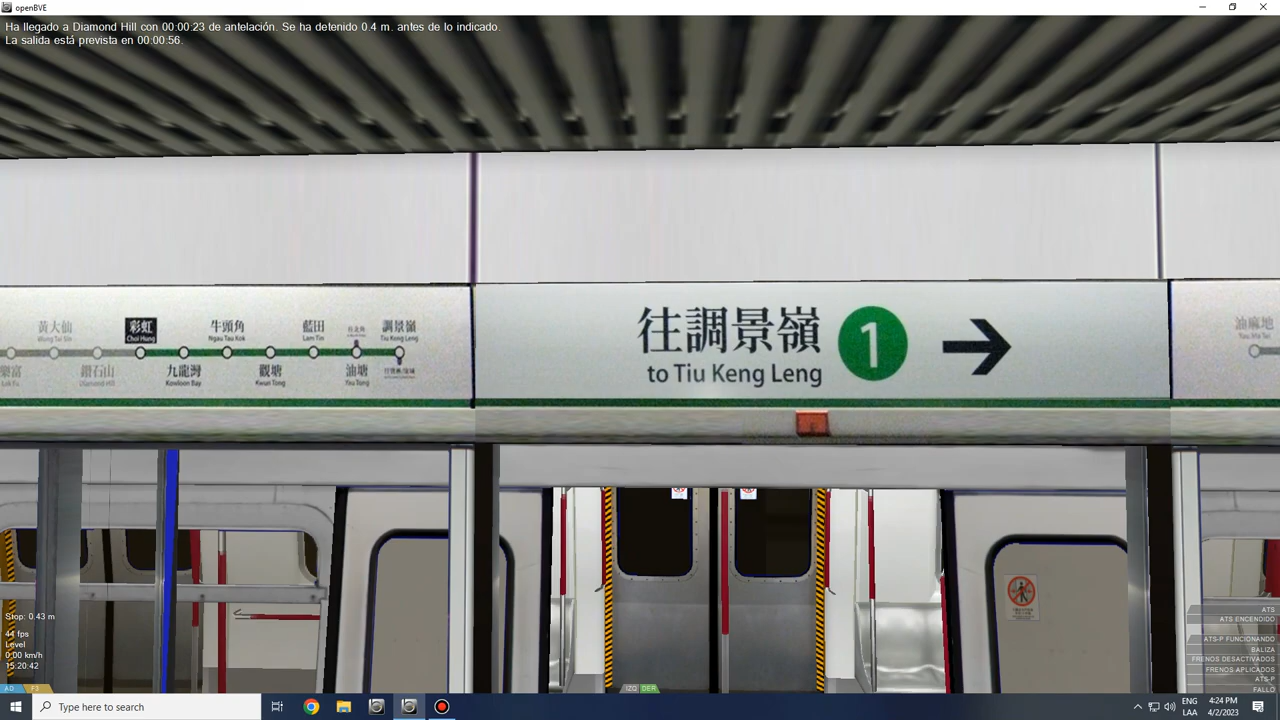 openBVE
Ha llegado a Diamond Hill con 00:00:23 de antelación. Se ha detenido 0.4 m. antes de lo indicado.
La salida está prevista en 00:00:56.
黃大仙
Wong Tai Sin
彩虹
Choi Hung
牛頭角
Ngau Tau Kok
藍田
Lam Tin
調景嶺
Tiu Keng Leng
樂富
Lok Fu
鑽石山
Diamond Hill
九龍灣
Kowloon Bay
觀塘
Kwun Tong
油塘
Yau Tong
往調景嶺
to Tiu Keng Leng
1
油麻地
Yau Ma Tei
Stop: 0.43 m
44 fps
Level
0.00 km/h
15:20:42
AD F3
IZQ DER
ATS
ATS ENCENDIDO
ATS-P FUNCIONANDO
BALIZA
FRENOS DESACTIVADOS
FRENOS APLICADOS
ATS-P
FALLO
Type here to search
ENG
LAA
4:24 PM
4/2/2023